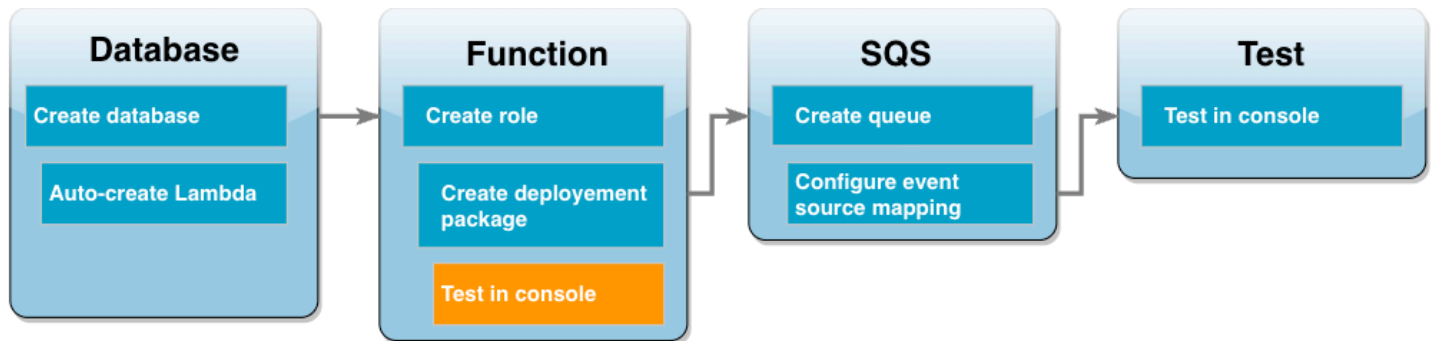 Database
Create database
Auto-create Lambda
Function
Create role
Create deployement
package
Test in console
SQS
Create queue
Configure event
source mapping
Test
Test in console